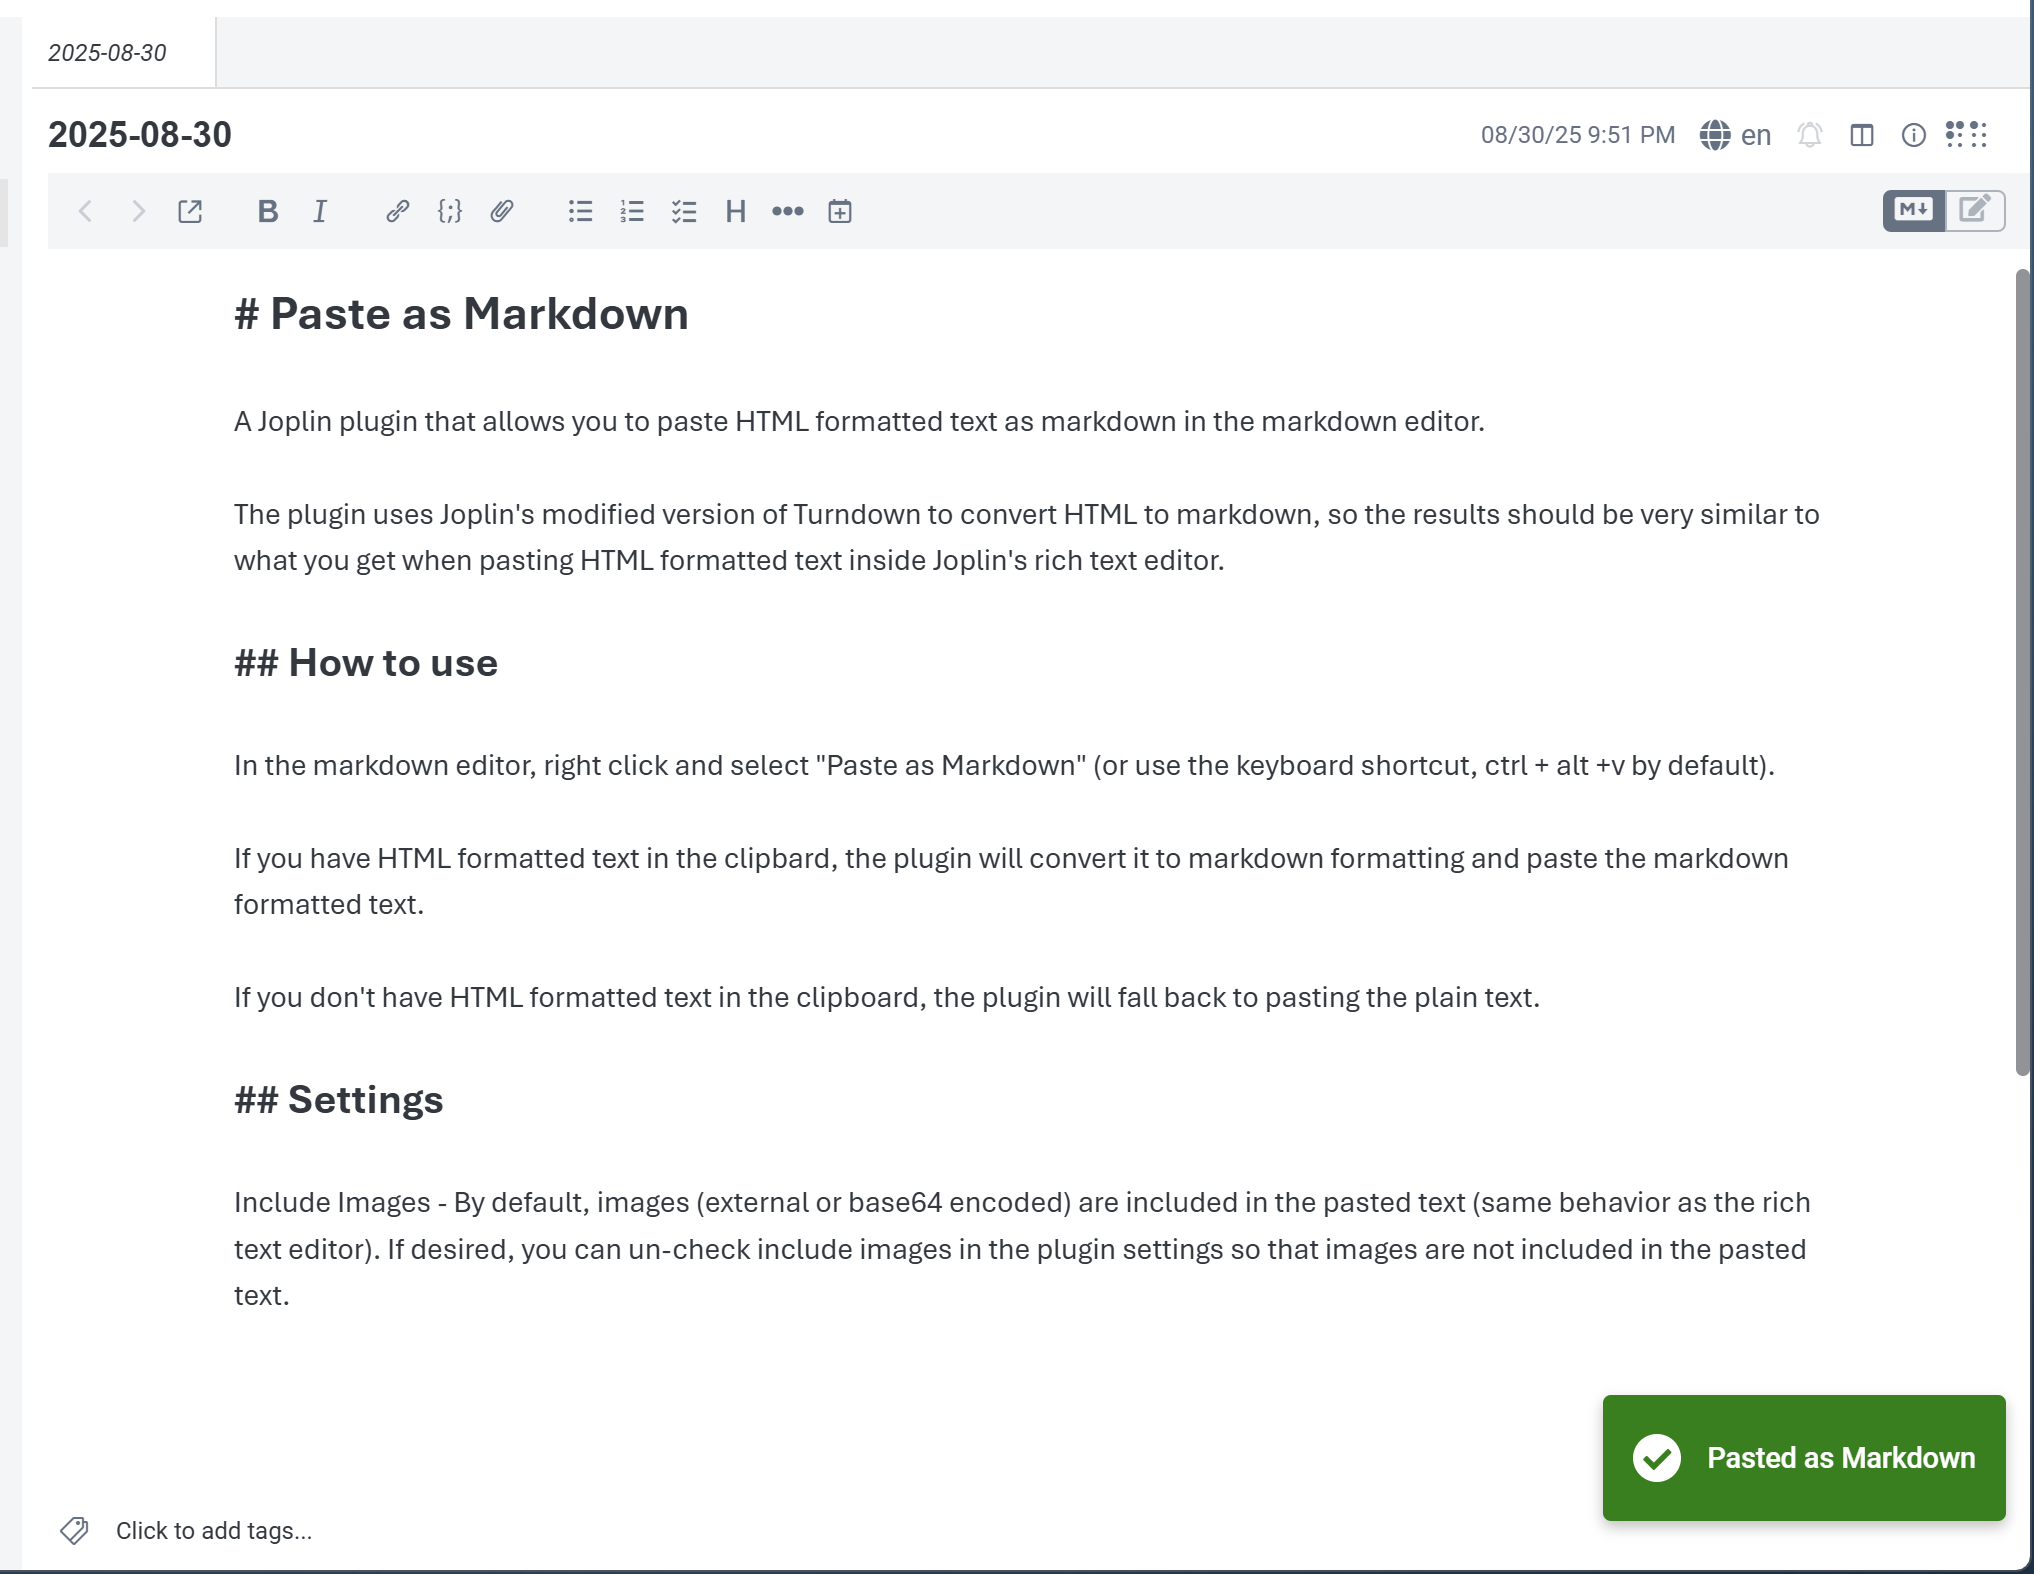 2025-08-30
2025-08-30
08/30/25 9:51 PM en
B I H M
# Paste as Markdown
A Joplin plugin that allows you to paste HTML formatted text as markdown in the markdown editor.
The plugin uses Joplin's modified version of Turndown to convert HTML to markdown, so the results should be very similar to
what you get when pasting HTML formatted text inside Joplin's rich text editor.
## How to use
In the markdown editor, right click and select "Paste as Markdown" (or use the keyboard shortcut, ctrl + alt +v by default).
If you have HTML formatted text in the clipbard, the plugin will convert it to markdown formatting and paste the markdown
formatted text.
If you don't have HTML formatted text in the clipboard, the plugin will fall back to pasting the plain text.
## Settings
Include Images - By default, images (external or base64 encoded) are included in the pasted text (same behavior as the rich
text editor). If desired, you can un-check include images in the plugin settings so that images are not included in the pasted
text.
Pasted as Markdown
Click to add tags...